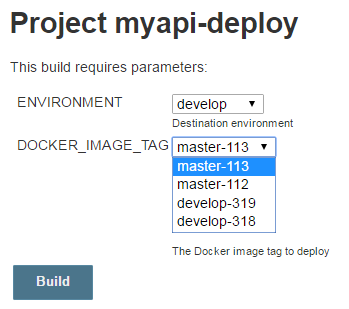 Project myapi-deploy
This build requires parameters:
ENVIRONMENT develop
Destination environment
DOCKER_IMAGE_TAG master-113
master-113
master-112
develop-319
develop-318
The Docker image tag to deploy
Build